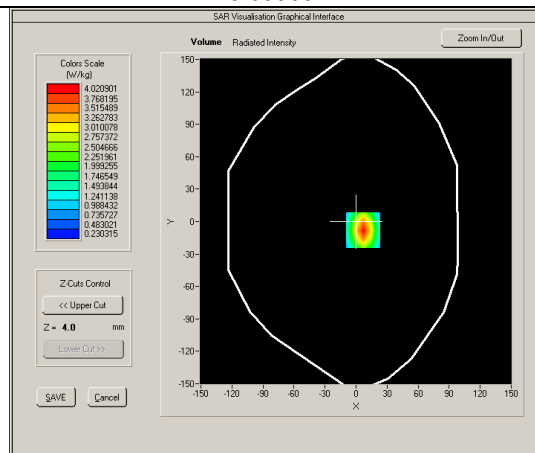 SAR Visualisation Graphical Interface
Volume Radiated Intensity
Zoom In/Out
Colors Scale
(W/kg)
4.020901
3.768195
3.515489
3.262783
3.010078
2.757372
2.504666
2.251961
1.999255
1.746549
1.493844
1.241138
0.988432
0.735727
0.483021
0.230315
Z-Cuts Control
<< Upper Cut
Z = 4.0 mm
Lower Cut >>
SAVE
Cancel
150
120
90
60
30
0
-30
-60
-90
-120
-150
Y
-150 -120 -90 -60 -30 0 30 60 90 120 150
X